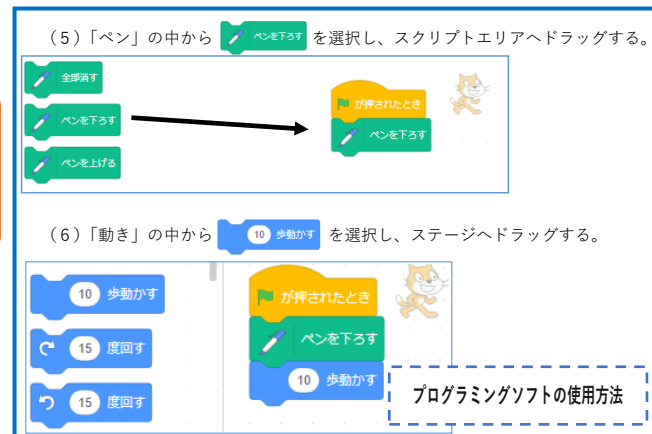 （５）「ペン」の中から ペンを下ろす を選択し、スクリプトエリアへドラッグする。
全部消す
ペンを下ろす
ペンを上げる
が押されたとき
ペンを下ろす
（６）「動き」の中から 10 歩動かす を選択し、ステージへドラッグする。
10 歩動かす
15 度回す
15 度回す
が押されたとき
ペンを下ろす
10 歩動かす
プログラミングソフトの使用方法